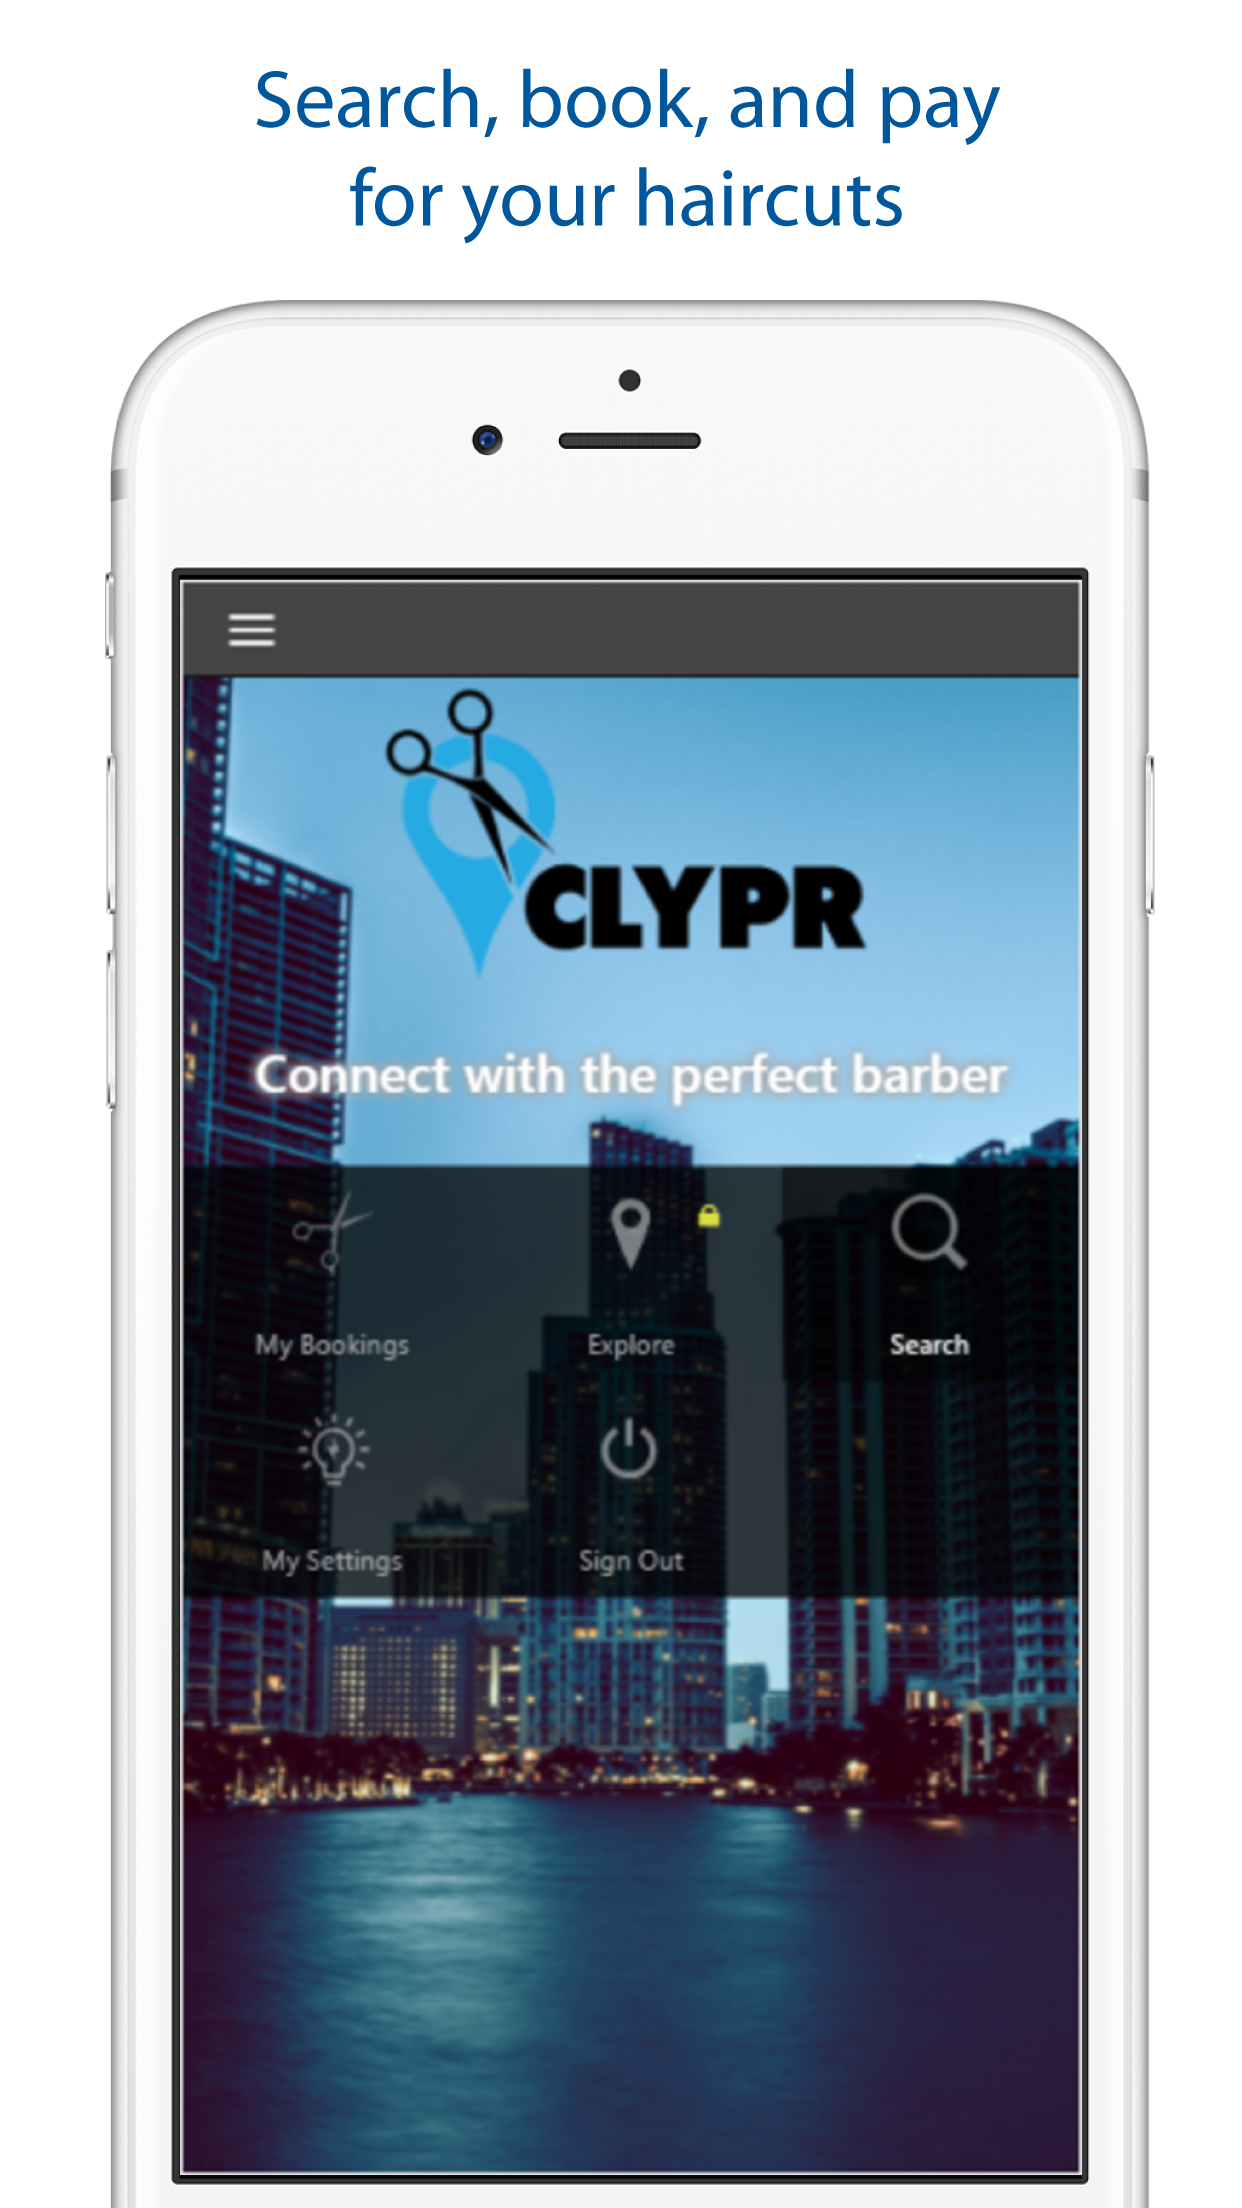 Search, book, and pay
for your haircuts
CLYPR
Connect with the perfect barber
My Bookings
Explore
Search
My Settings
Sign Out